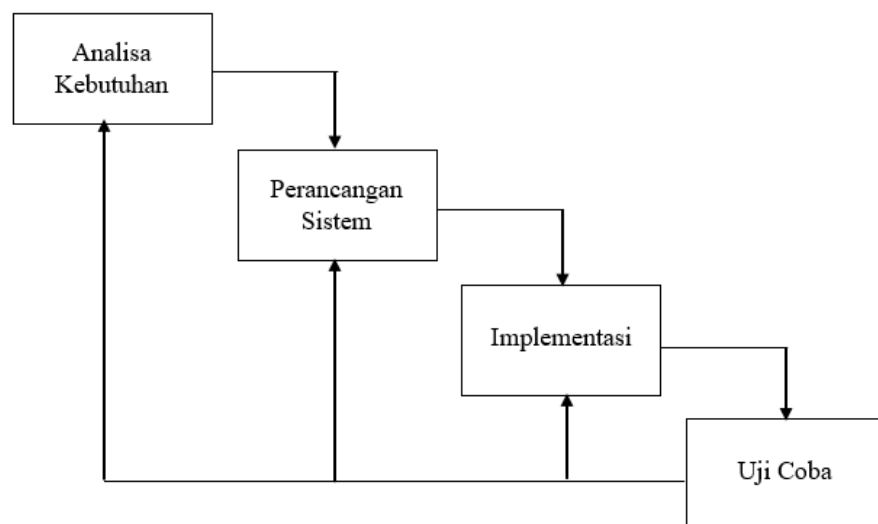 Analisa
Kebutuhan
Perancangan
Sistem
Implementasi
Uji Coba